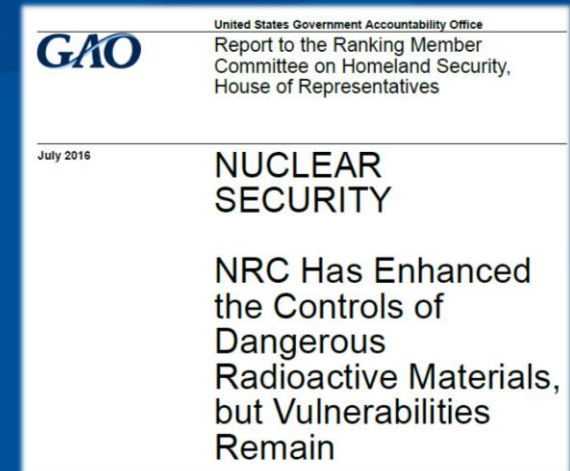 United States Government Accountability Office
GAO
Report to the Ranking Member
Committee on Homeland Security,
House of Representatives
July 2016
NUCLEAR
SECURITY
NRC Has Enhanced
the Controls of
Dangerous
Radioactive Materials,
but Vulnerabilities
Remain